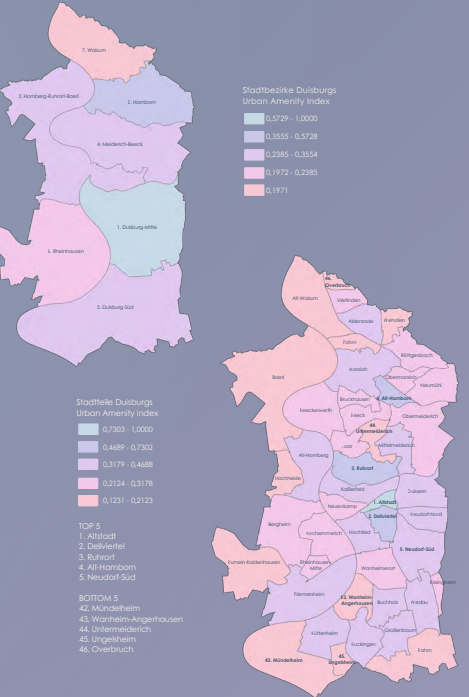 7. Walsum
3. Homberg-Ruhrort-Baerl
2. Hamborn
4. Meiderich-Beeck
1. Duisburg-Mitte
6. Rheinhausen
5. Duisburg-Süd
Stadtbezirke Duisburgs
Urban Amenity Index
0,5729 - 1,0000
0,3555 - 0,5728
0,2385 - 0,3554
0,1972 - 0,2385
0,1971
46.
Overbruch
Alt-Walsum
Vierlinden
Aldenrade
Wehofen
Fahrn
Röttgersbach
Marxloh
Obermarxloh
Neumühl
Baerl
4. Alt-Hamborn
Bruckhausen
Beeckerwerth
Beeck
Obermeiderich
44.
Untermeiderich
Laar
Mittelmeiderich
Alt-Homberg
3. Ruhrort
Hochheide
Kaßlerfeld
Duissern
1. Altstadt
Neuenkamp
2. Dellviertel
Neudorf-Nord
Bergheim
Hochemmerich
Hochfeld
5. Neudorf-Süd
Rumeln-Kaldenhausen
Rheinhausen-
Mitte
Wanheimerort
Bissingheim
Friemersheim
43. Wanheim-
Angerhausen
Buchholz
Wedau
Hüttenheim
Großenbaum
Huckingen
42. Mündelheim
45.
Ungelsheim
Rahm
Stadtteile Duisburgs
Urban Amenity Index
0,7303 - 1,0000
0,4689 - 0,7302
0,3179 - 0,4688
0,2124 - 0,3178
0,1231 - 0,2123
TOP 5
1. Altstadt
2. Dellviertel
3. Ruhrort
4. Alt-Hamborn
5. Neudorf-Süd
BOTTOM 5
42. Mündelheim
43. Wanheim-Angerhausen
44. Untermeiderich
45. Ungelsheim
46. Overbruch